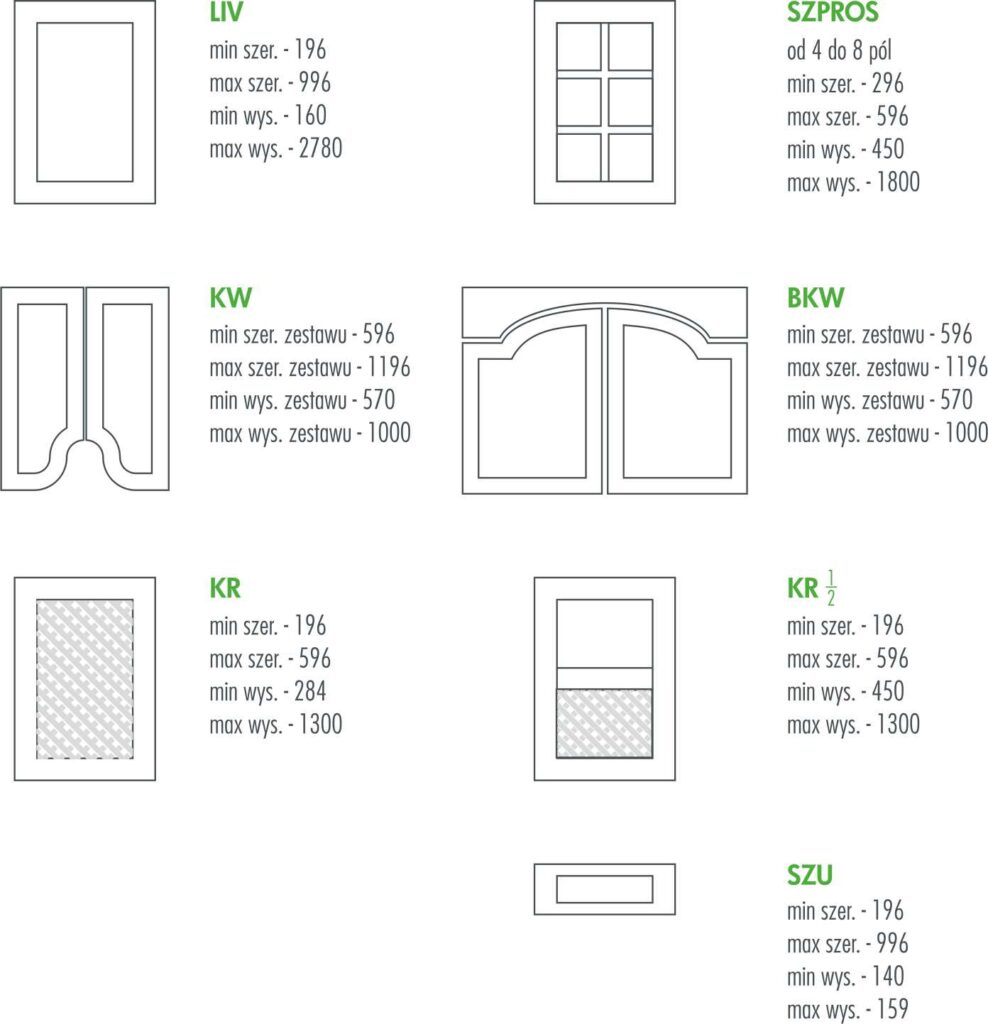 LIV
min szer. - 196
max szer. - 996
min wys. - 160
max wys. - 2780
SZPROS
od 4 do 8 pól
min szer. - 296
max szer. - 596
min wys. - 450
max wys. - 1800
KW
min szer. zestawu - 596
max szer. zestawu - 1196
min wys. zestawu - 570
max wys. zestawu - 1000
BKW
min szer. zestawu - 596
max szer. zestawu - 1196
min wys. zestawu - 570
max wys. zestawu - 1000
KR
min szer. - 196
max szer. - 596
min wys. - 284
max wys. - 1300
KR 1/2
min szer. - 196
max szer. - 596
min wys. - 450
max wys. - 1300
SZU
min szer. - 196
max szer. - 996
min wys. - 140
max wys. - 159